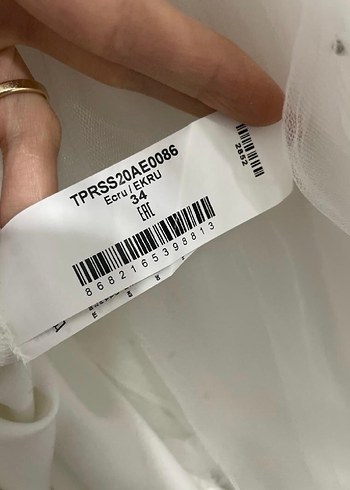 TPRSS20AE0086
Ecru / EKRU
34
EAC
8682165398813
2852